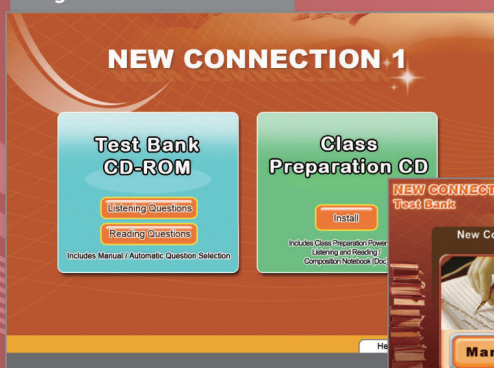 NEW CONNECTION 1
Test Bank
CD-ROM
Listening Questions
Reading Questions
Includes Manual / Automatic Question Selection
Class
Preparation CD
Install
Includes Class Preparation Power
Listening and Reading
Composition Notebook (Doc
He
NEW CONNECT
Test Bank
New Co
Man